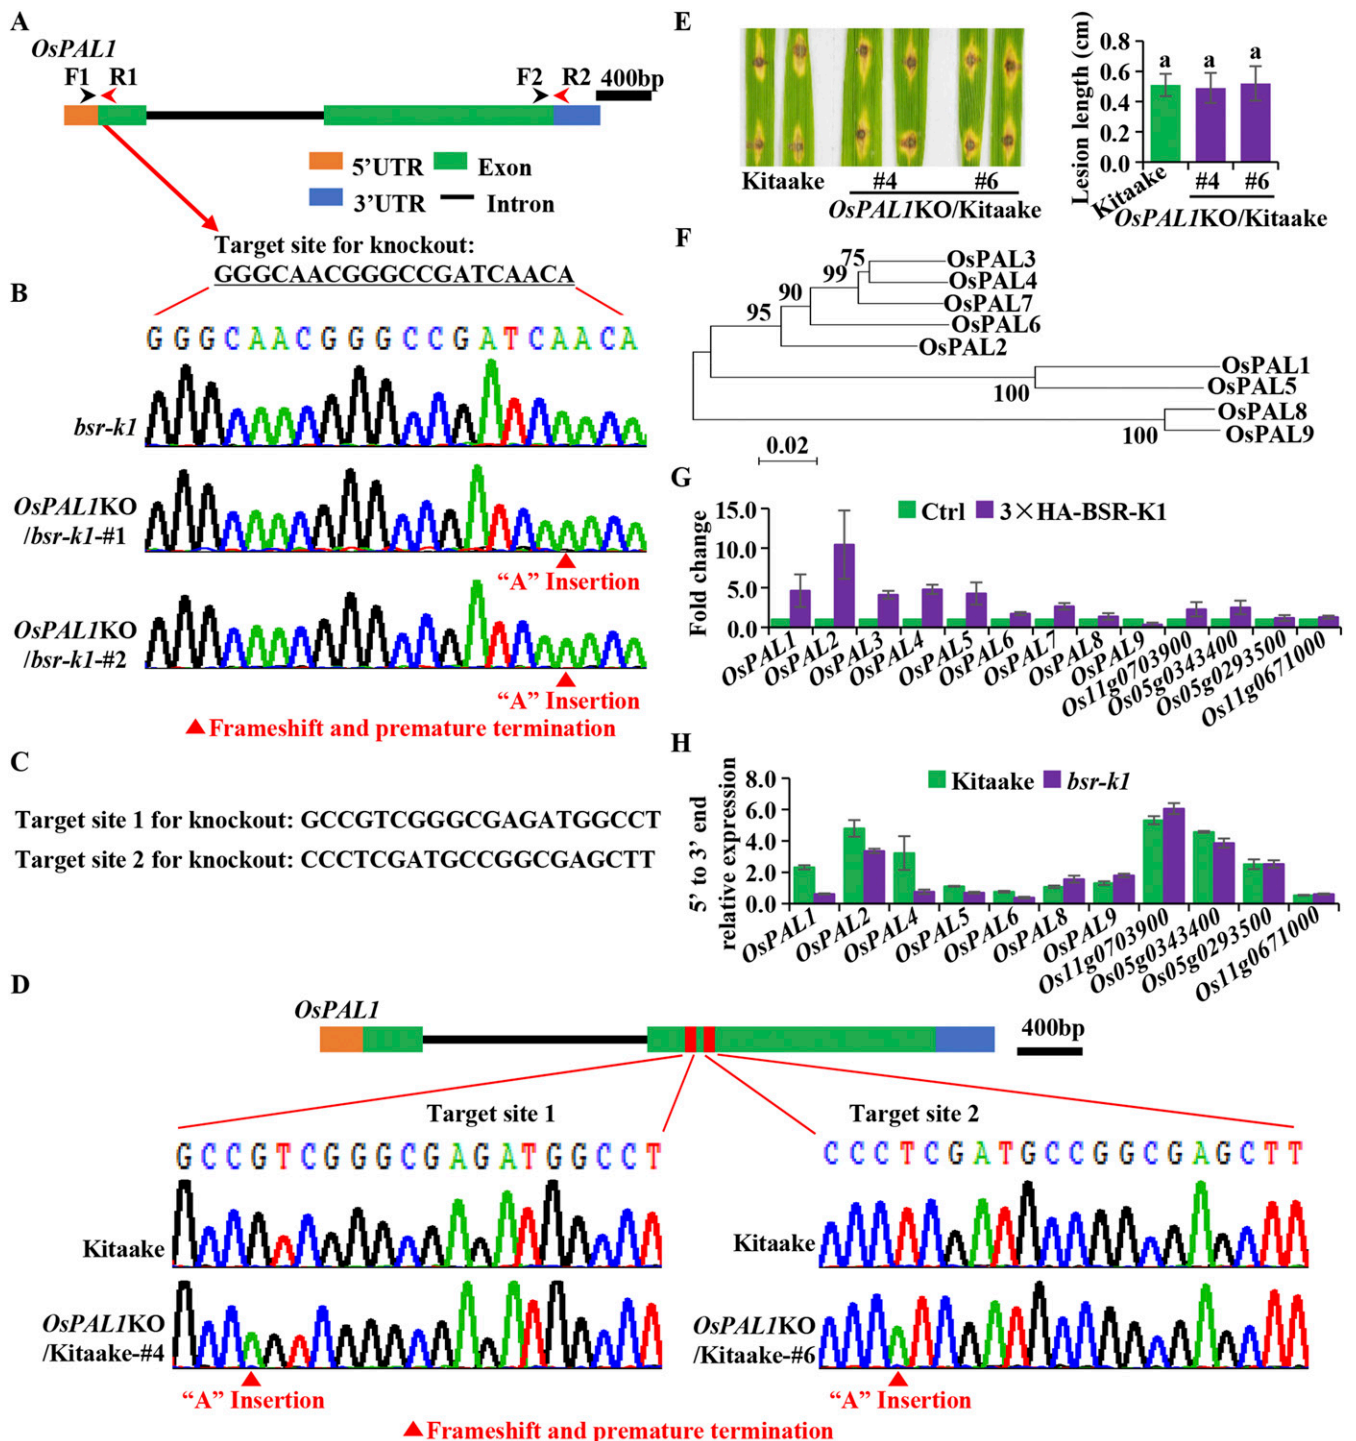 A
OsPAL1
F1 R1 F2 R2 400bp
5'UTR Exon
3'UTR Intron
Target site for knockout:
GGGCAACGGGCCGATCAACA
B
GGGCAACGGGCCGATCAACA
bsr-k1
OsPAL1KO
/bsr-k1-#1
"A" Insertion
OsPAL1KO
/bsr-k1-#2
"A" Insertion
Frameshift and premature termination
C
Target site 1 for knockout: GCCGTCGGGCGAGATGGCCT
Target site 2 for knockout: CCCTCGATGCCGGCGAGCTT
D
OsPAL1
400bp
Target site 1
GCCGTCGGGCGAGATGGCCT
Kitaake
OsPAL1KO
/Kitaake-#4
"A" Insertion
Target site 2
CCCTCGATGCCGGCGAGCTT
Kitaake
OsPAL1KO
/Kitaake-#6
"A" Insertion
Frameshift and premature termination
E
Kitaake #4 #6
OsPAL1KO/Kitaake
Lesion length (cm)
0.8
0.6
0.4
0.2
0.0
a a a
Kitaake #4 #6
OsPAL1KO/Kitaake
F
75 OsPAL3
OsPAL4
99 OsPAL7
90 OsPAL6
95 OsPAL2
OsPAL1
100 OsPAL5
OsPAL8
100 OsPAL9
0.02
G
Ctrl 3×HA-BSR-K1
Fold change
15.0
10.0
5.0
0.0
OsPAL1 OsPAL2 OsPAL3 OsPAL4 OsPAL5 OsPAL6 OsPAL7 OsPAL8 OsPAL9 Os11g0703900 Os05g0343400 Os05g0293500 Os11g0671000
H
Kitaake bsr-k1
5' to 3' end
relative expression
8.0
6.0
4.0
2.0
0.0
OsPAL1 OsPAL2 OsPAL4 OsPAL5 OsPAL6 OsPAL8 OsPAL9 Os11g0703900 Os05g0343400 Os05g0293500 Os11g0671000